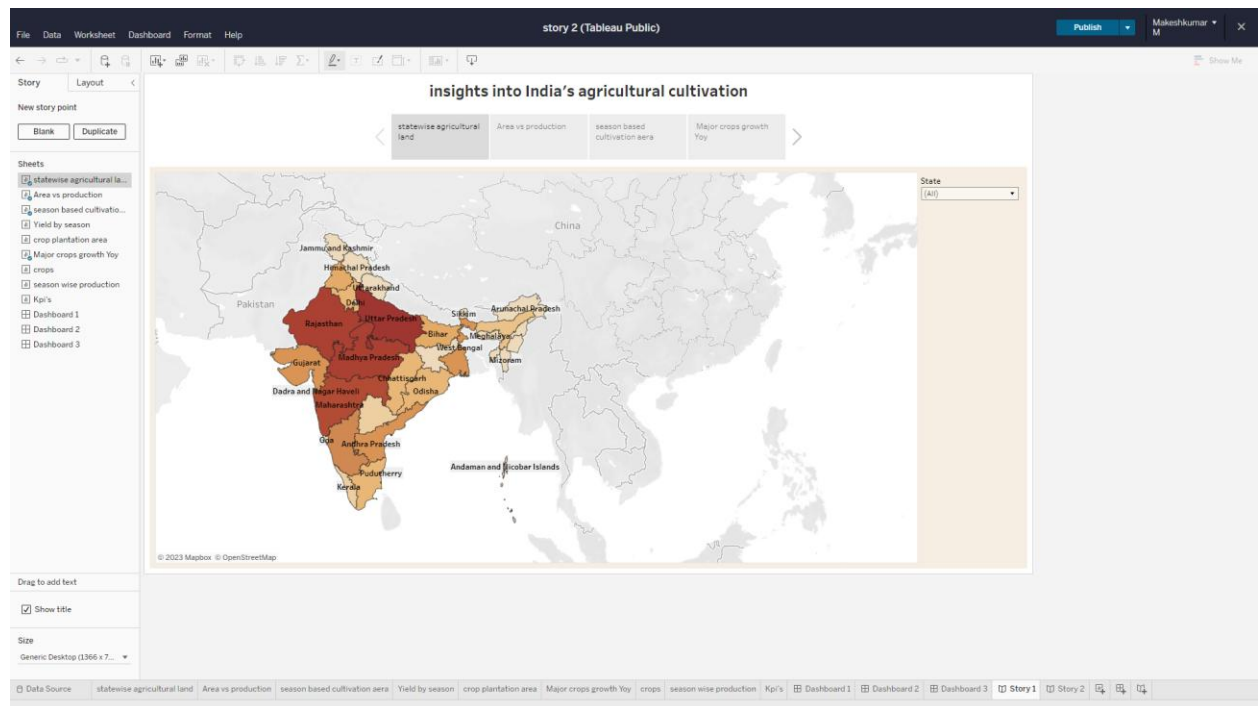 story 2 (Tableau Public)
File Data Worksheet Dashboard Format Help
Publish
Makeshkumar
M
Show Me
Story Layout
New story point
Blank Duplicate
Sheets
statewise agricultural la...
Area vs production
season based cultivatio...
Yield by season
crop plantation area
Major crops growth Yoy
crops
season wise production
Kpi's
Dashboard 1
Dashboard 2
Dashboard 3
Drag to add text
Show title
Size
Generic Desktop (1366 x 7...
insights into India's agricultural cultivation
statewise agricultural
land
Area vs production
season based
cultivation aera
Major crops growth
Yoy
State
(All)
China
Pakistan
Jammu and Kashmir
Himachal Pradesh
Uttarakhand
Delhi
Rajasthan
Uttar Pradesh
Sikkim
Arunachal Pradesh
Bihar
Meghalaya
West Bengal
Mizoram
Gujarat
Madhya Pradesh
Chhattisgarh
Dadra and Nagar Haveli
Odisha
Maharashtra
Goa
Andhra Pradesh
Puducherry
Kerala
Andaman and Nicobar Islands
© 2023 Mapbox © OpenStreetMap
Data Source statewise agricultural land Area vs production season based cultivation aera Yield by season crop plantation area Major crops growth Yoy crops season wise production Kpi's Dashboard 1 Dashboard 2 Dashboard 3 Story 1 Story 2